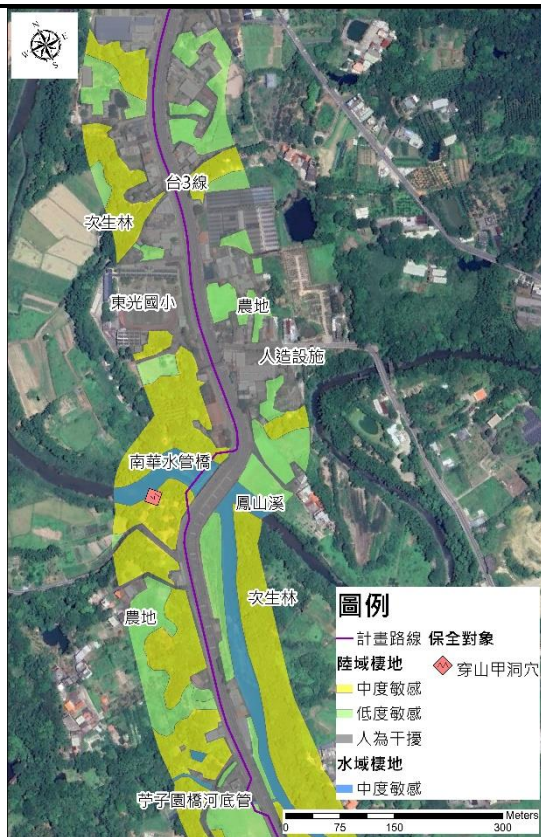 N
E
S
W
台3線
次生林
東光國小
農地
人造設施
南華水管橋
鳳山溪
農地
次生林
苧子園橋河底管
圖例
計畫路線 保全對象
陸域棲地
穿山甲洞穴
中度敏感
低度敏感
人為干擾
水域棲地
中度敏感
Meters
0 75 150 300